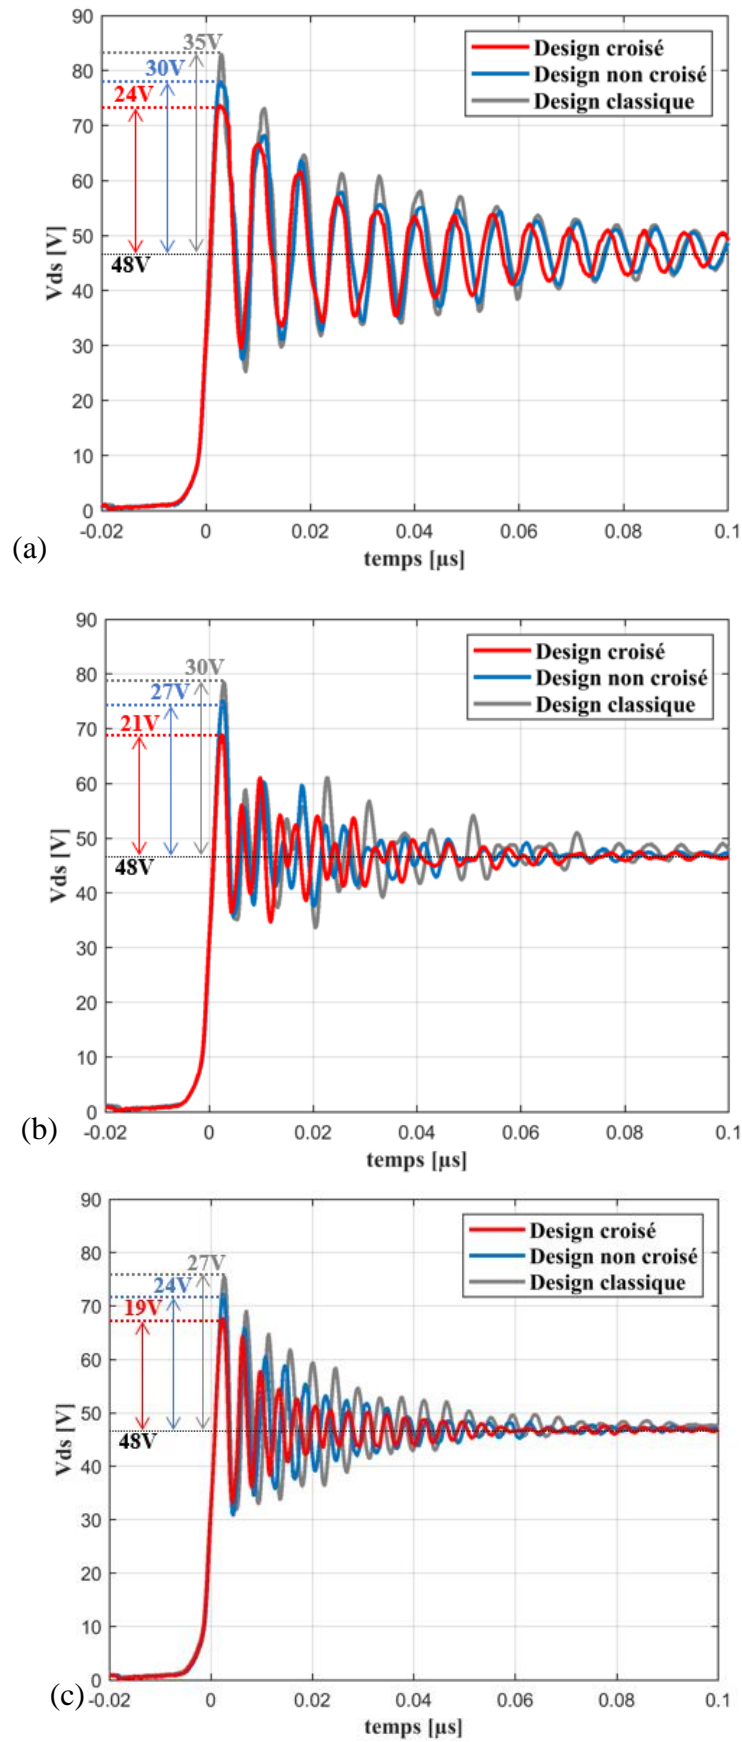 90
80
70
60
50
40
30
20
10
0
Vds [V]
35V
30V
24V
48V
Design croisé
Design non croisé
Design classique
-0.02
0
0.02
0.04
0.06
0.08
0.1
temps [µs]
(a)
90
80
70
60
50
40
30
20
10
0
Vds [V]
30V
27V
21V
48V
Design croisé
Design non croisé
Design classique
-0.02
0
0.02
0.04
0.06
0.08
0.1
temps [µs]
(b)
90
80
70
60
50
40
30
20
10
0
Vds [V]
27V
24V
19V
48V
Design croisé
Design non croisé
Design classique
-0.02
0
0.02
0.04
0.06
0.08
0.1
temps [µs]
(c)